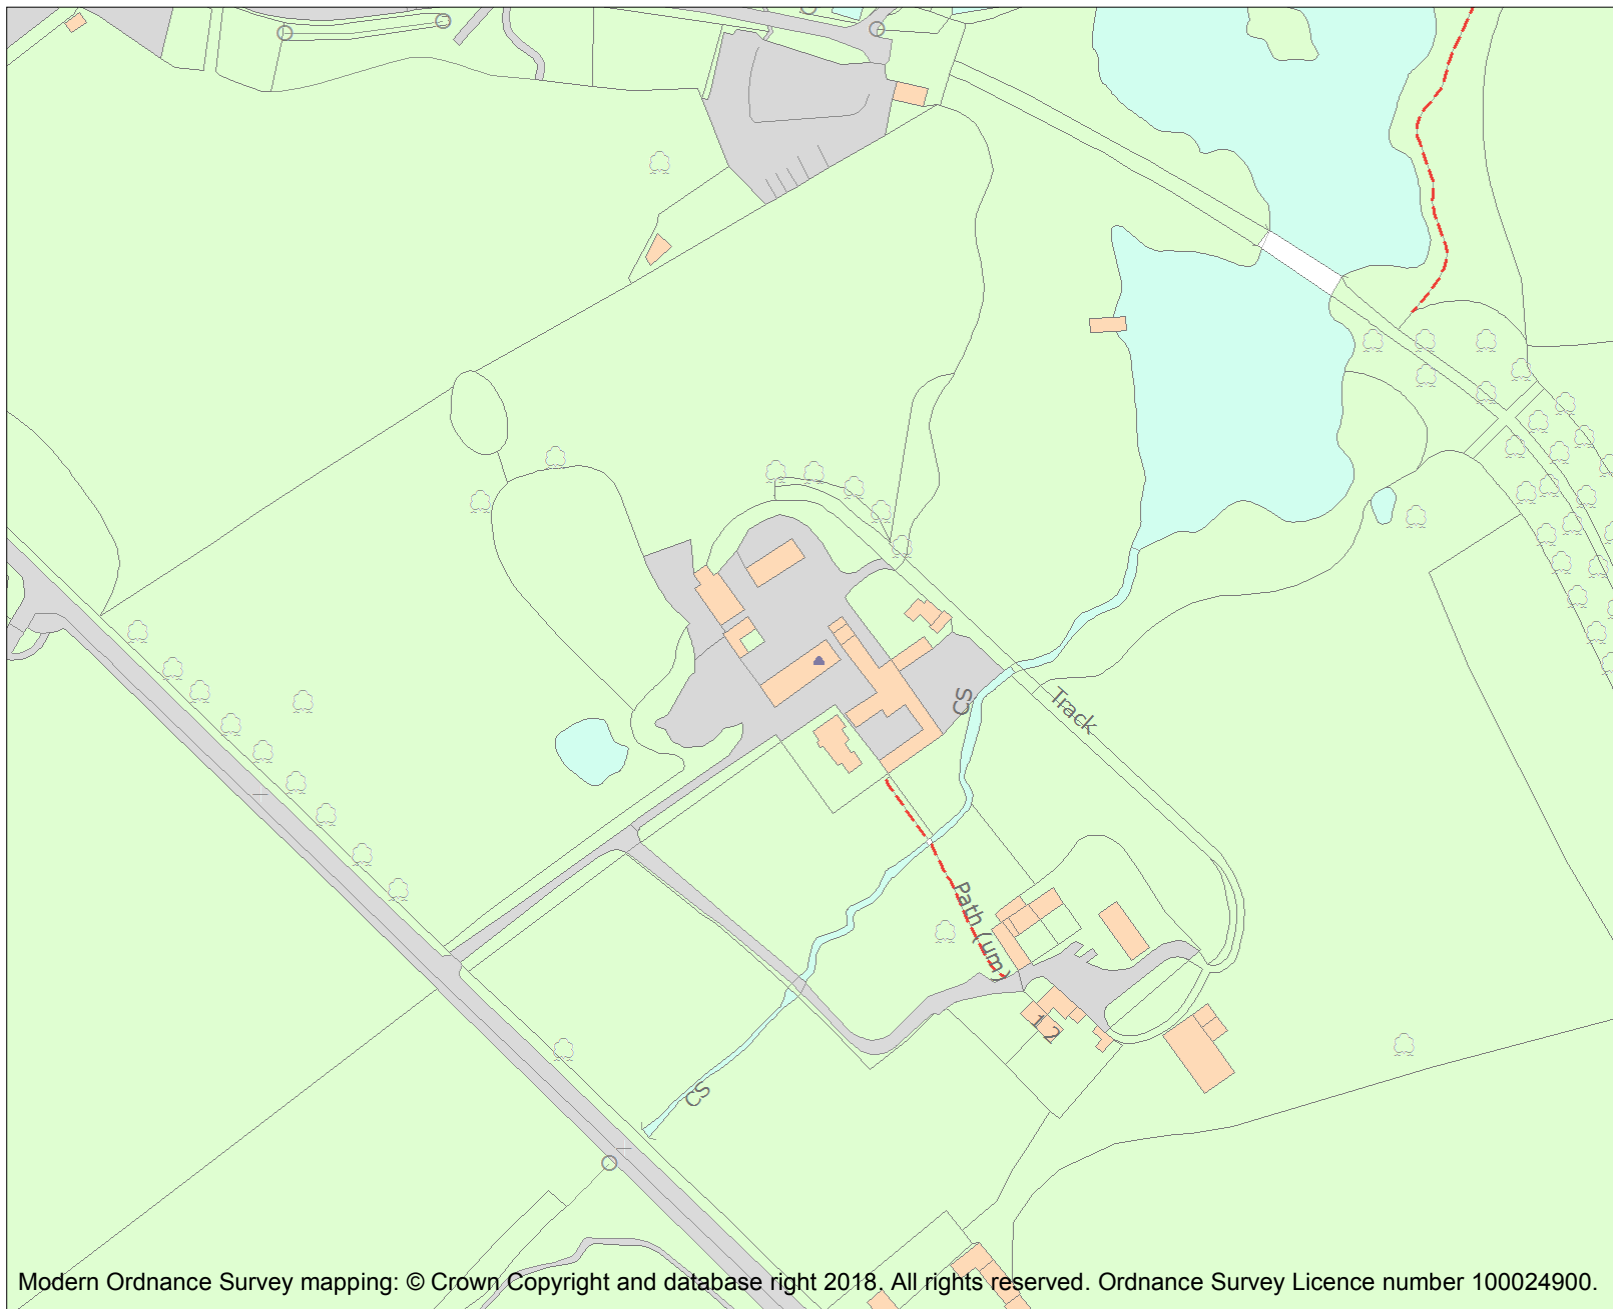 CS
Track
Path (um)
1
2
CS
Modern Ordnance Survey mapping: © Crown Copyright and database right 2018. All rights reserved. Ordnance Survey Licence number 100024900.